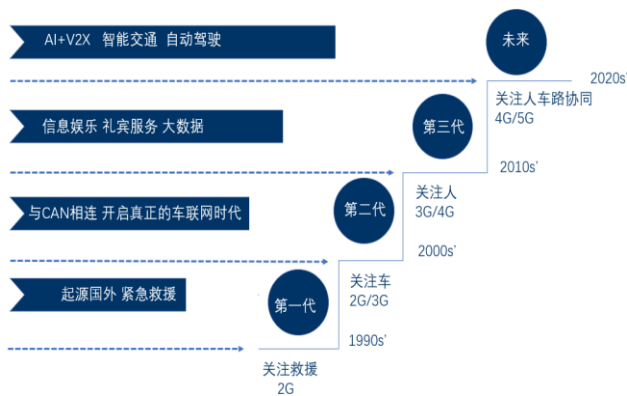 AI+V2X 智能交通 自动驾驶
未来
2020s'
关注人车路协同
4G/5G
信息娱乐 礼宾服务 大数据
第三代
2010s'
关注人
3G/4G
与CAN相连 开启真正的车联网时代
第二代
2000s'
关注车
2G/3G
起源国外 紧急救援
第一代
1990s'
关注救援
2G